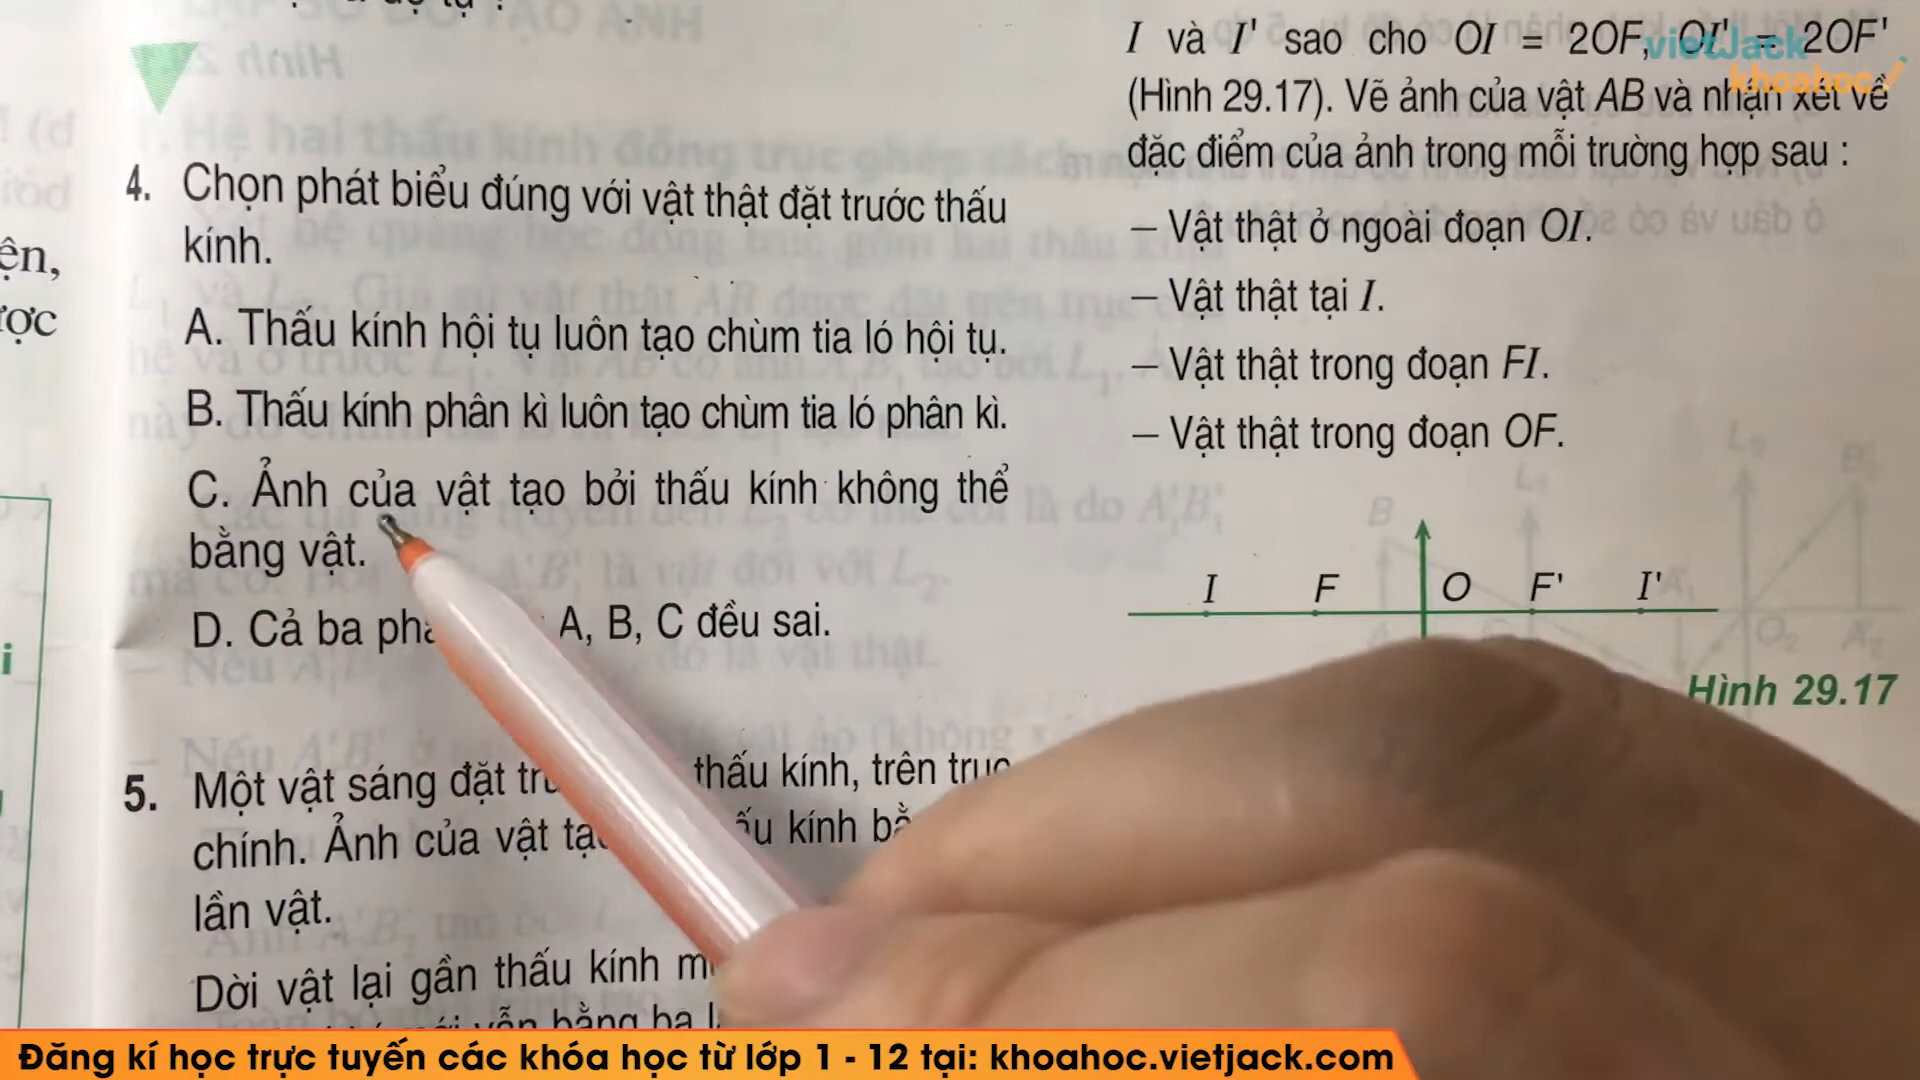 4. Chọn phát biểu đúng với vật thật đặt trước thấu
kính.
A. Thấu kính hội tụ luôn tạo chùm tia ló hội tụ.
B. Thấu kính phân kì luôn tạo chùm tia ló phân kì.
C. Ảnh của vật tạo bởi thấu kính không thể
bằng vật.
D. Cả ba A, B, C đều sai.
5. Một vật sáng đặt thấu kính, trên trục
chính. Ảnh của vật kính
lần vật.
Dời vật lại gần thấu kính
vẫn bằng ba
I và I' sao cho OI = 2OF, OI' = 2OF'
(Hình 29.17). Vẽ ảnh của vật AB và nhận xét về
đặc điểm của ảnh trong mỗi trường hợp sau :
– Vật thật ở ngoài đoạn OI.
– Vật thật tại I.
– Vật thật trong đoạn FI.
– Vật thật trong đoạn OF.
I F O F' I'
Hình 29.17
vietJack
khoahoc
Đăng kí học trực tuyến các khóa học từ lớp 1 - 12 tại: khoahoc.vietjack.com